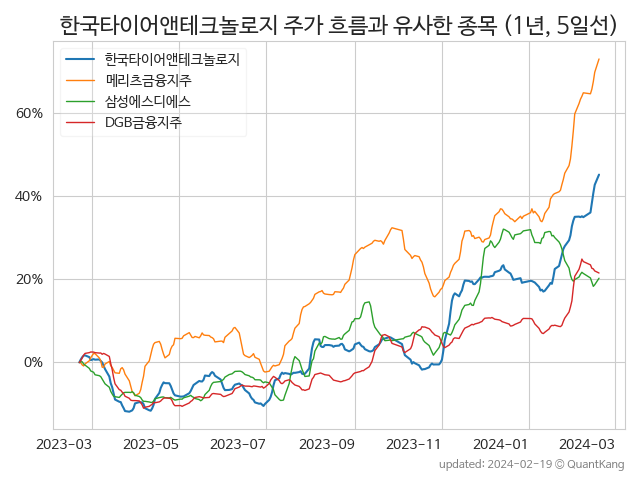 한국타이어앤테크놀로지 주가 흐름과 유사한 종목 (1년, 5일선)
한국타이어앤테크놀로지
메리츠금융지주
삼성에스디에스
DGB금융지주
60%
40%
20%
0%
2023-03 2023-05 2023-07 2023-09 2023-11 2024-01 2024-03
updated: 2024-02-19 © QuantKang